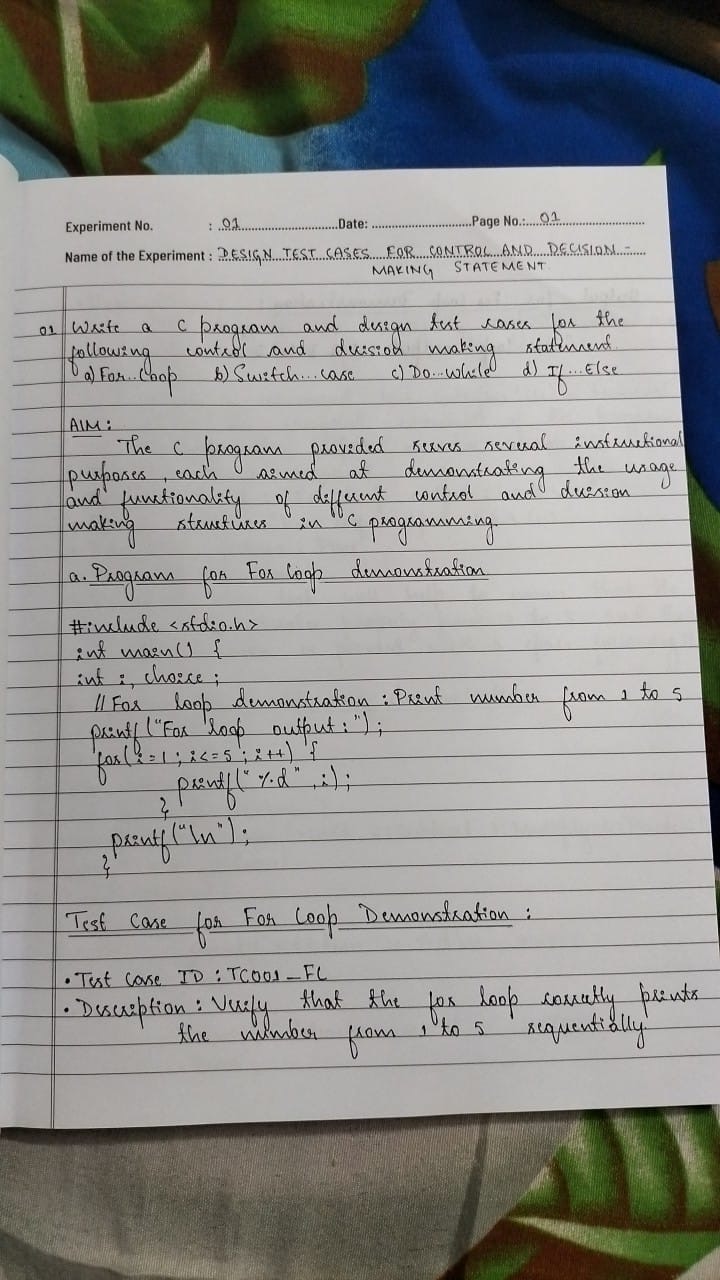 Experiment No. : 01 Date: Page No.: 01
Name of the Experiment : DESIGN TEST CASES FOR CONTROL AND DECISION -
MAKING STATEMENT
01 Write a C program and design test cases for the
following control and decision making statement
a) For...Loop b) Switch...case c) Do...while d) If...Else
AIM :
The C program provided serves several instructional
purposes, each aimed at demonstrating the usage
and functionality of different control and decision
making structures in C programming.
a. Program for For loop demonstration
#include <stdio.h>
int main() {
int i, choice ;
// For loop demonstration : Print number from 1 to 5
printf ("For loop output : ");
for(i=1 ; i<=5 ; i++) {
printf(" %d" , i);
}
printf("\n");
}
Test Case for For Loop Demonstration :
• Test Case ID : TC001_FL
• Description : Verify that the for loop correctly prints
the number from 1 to 5 sequentially.